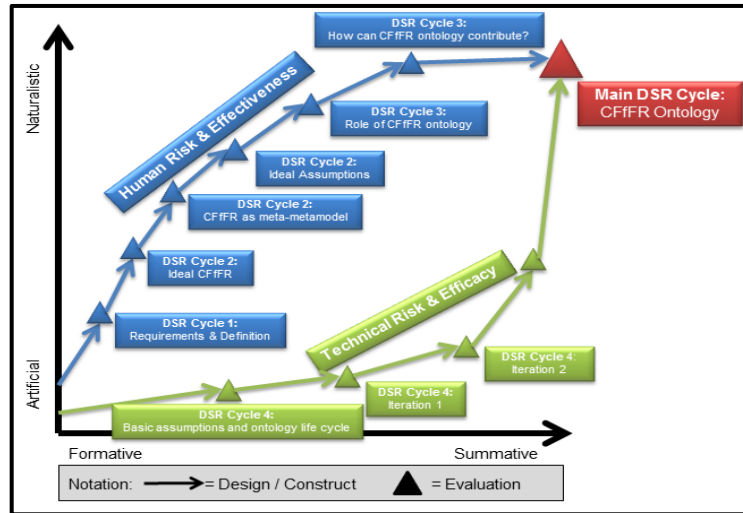 DSR Cycle 3:
How can CFfFR ontology contribute?
Naturalistic
Human Risk & Effectiveness
Main DSR Cycle:
CFfFR Ontology
DSR Cycle 3:
Role of CFfFR ontology
DSR Cycle 2:
Ideal Assumptions
DSR Cycle 2:
CFfFR as meta-metamodel
DSR Cycle 2:
Ideal CFfFR
Technical Risk & Efficacy
DSR Cycle 1:
Requirements & Definition
DSR Cycle 4:
Iteration 2
Artificial
DSR Cycle 4:
Iteration 1
DSR Cycle 4:
Basic assumptions and ontology life cycle
Formative
Summative
Notation:
= Design / Construct
= Evaluation